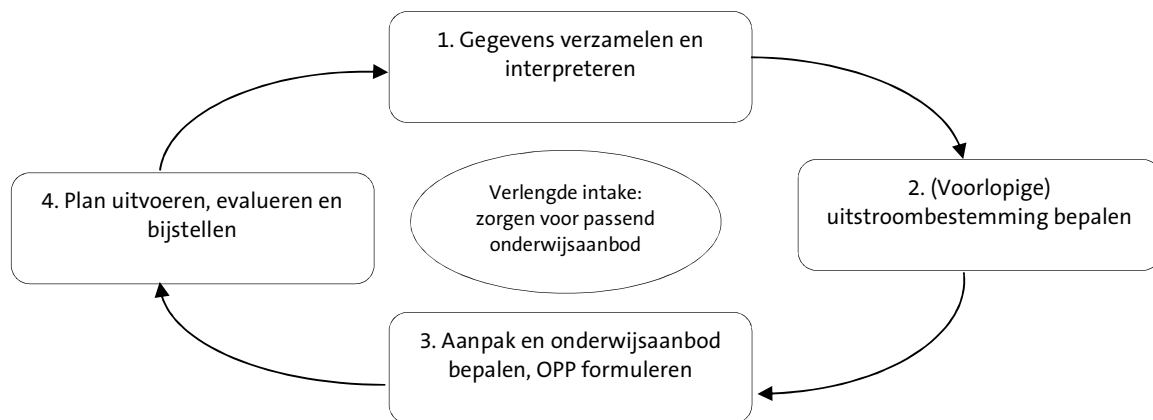 1. Gegevens verzamelen en
interpreteren
2. (Voorlopige)
uitstroombestemming bepalen
3. Aanpak en onderwijsaanbod
bepalen, OPP formuleren
4. Plan uitvoeren, evalueren en
bijstellen
Verlengde intake:
zorgen voor passend
onderwijsaanbod